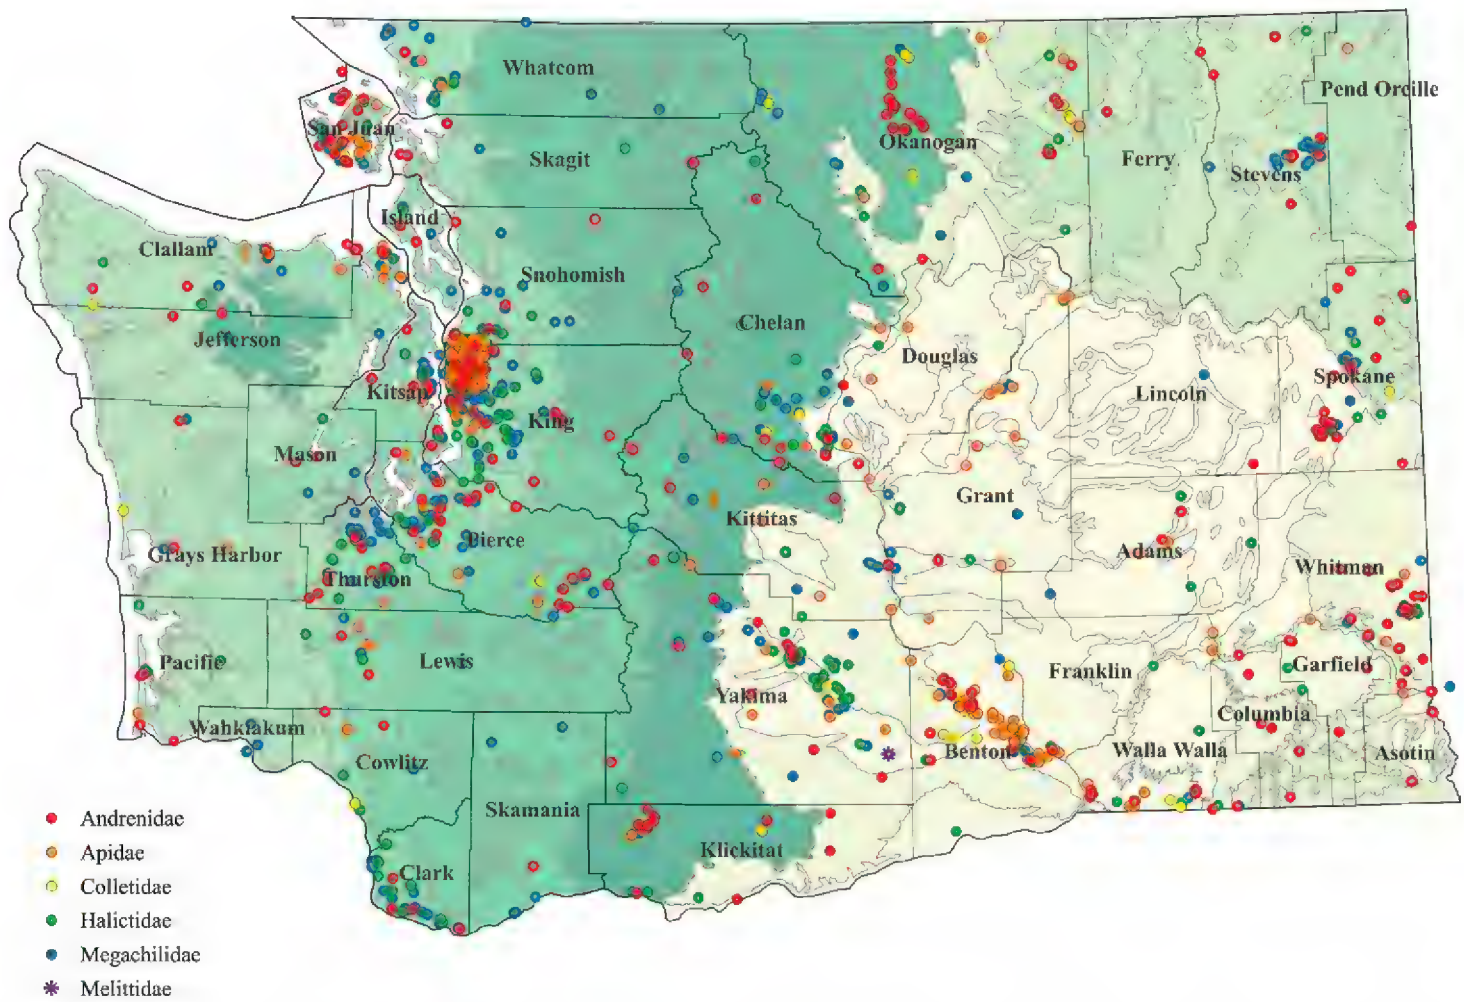 Whatcom
Pend Oreille
San Juan
Okanogan
Skagit
Ferry
Stevens
Island
Clallam
Snohomish
Chelan
Jefferson
Douglas
Kitsap
Lincoln
Spokane
King
Mason
Grant
Kittitas
Grays Harbor
Pierce
Adams
Whitman
Thurston
Pacific
Lewis
Franklin
Garfield
Yakima
Wahkiakum
Columbia
Benton
Walla Walla
Asotin
Cowlitz
Skamania
Klickitat
Clark
Andrenidae
Apidae
Colletidae
Halictidae
Megachilidae
Melittidae